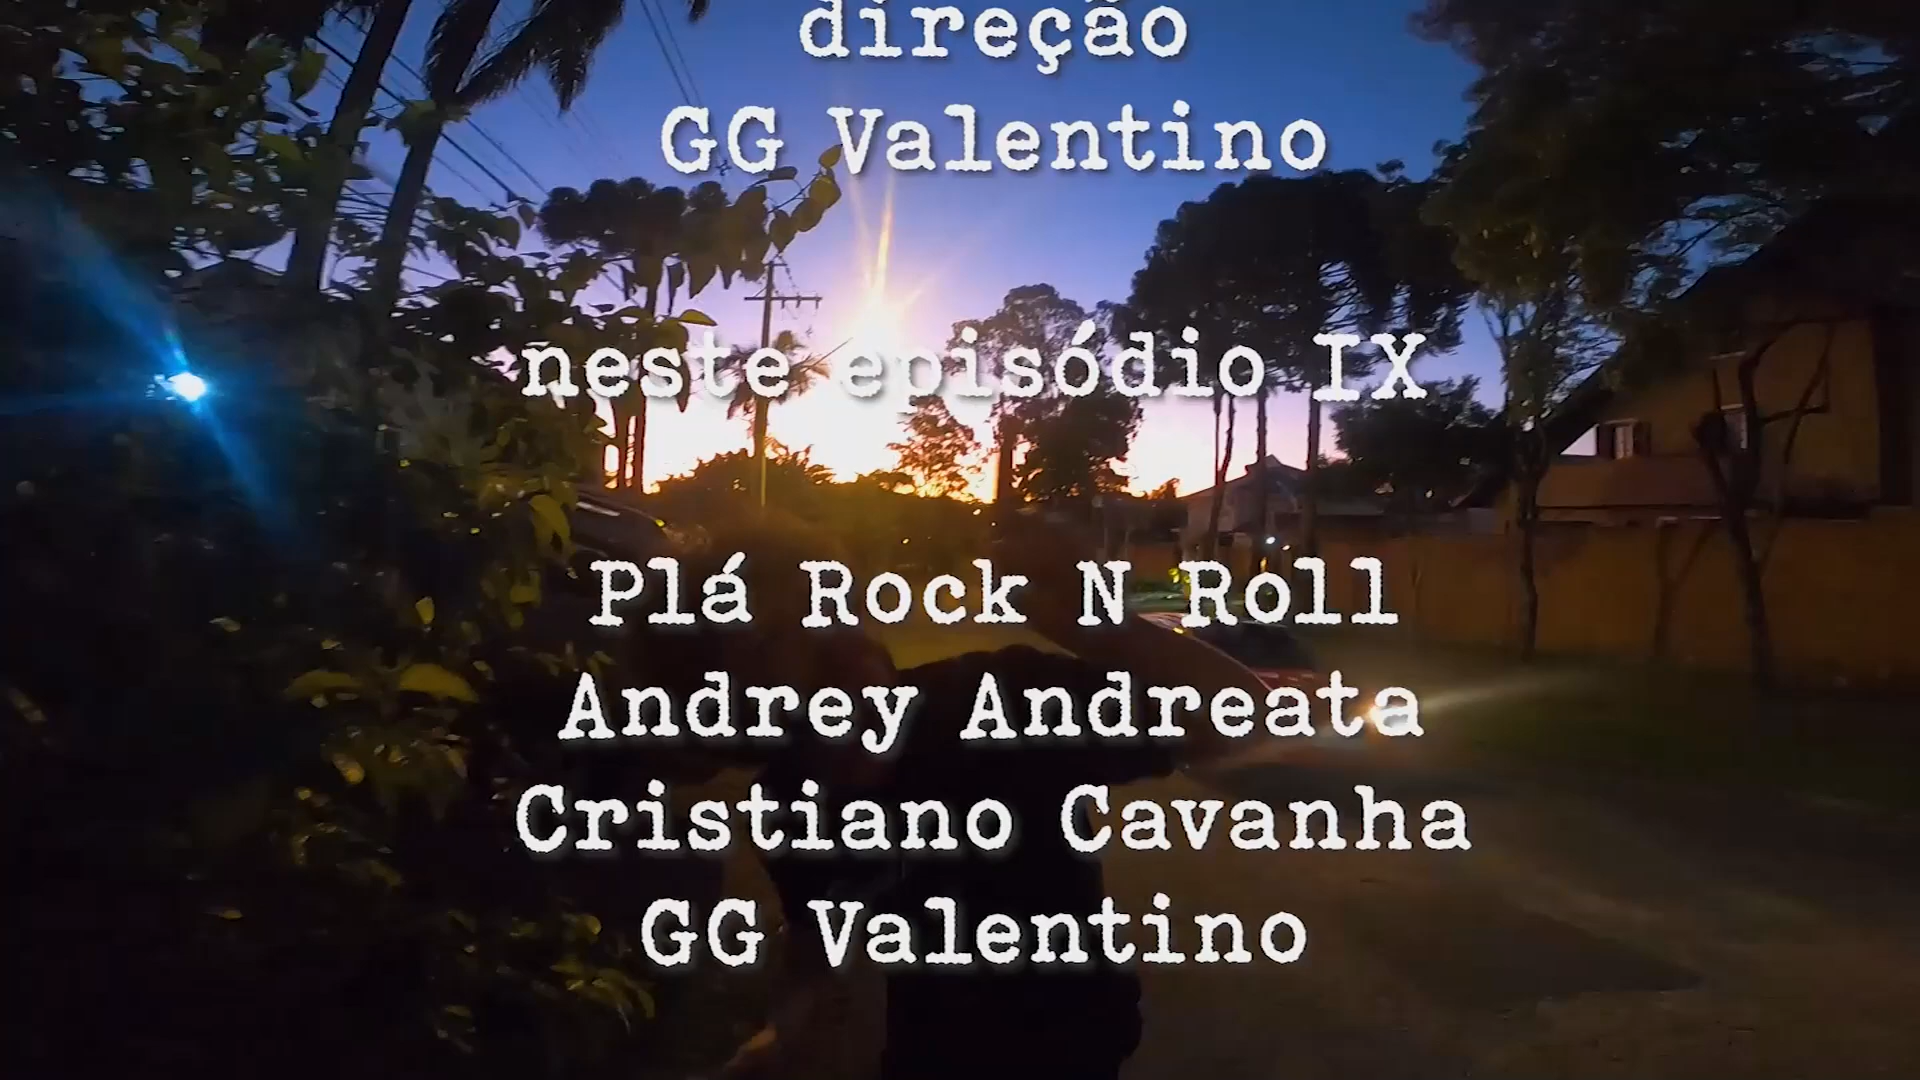 direção
GG Valentino
neste episódio IX
Plá Rock N Roll
Andrey Andreata
Cristiano Cavanha
GG Valentino